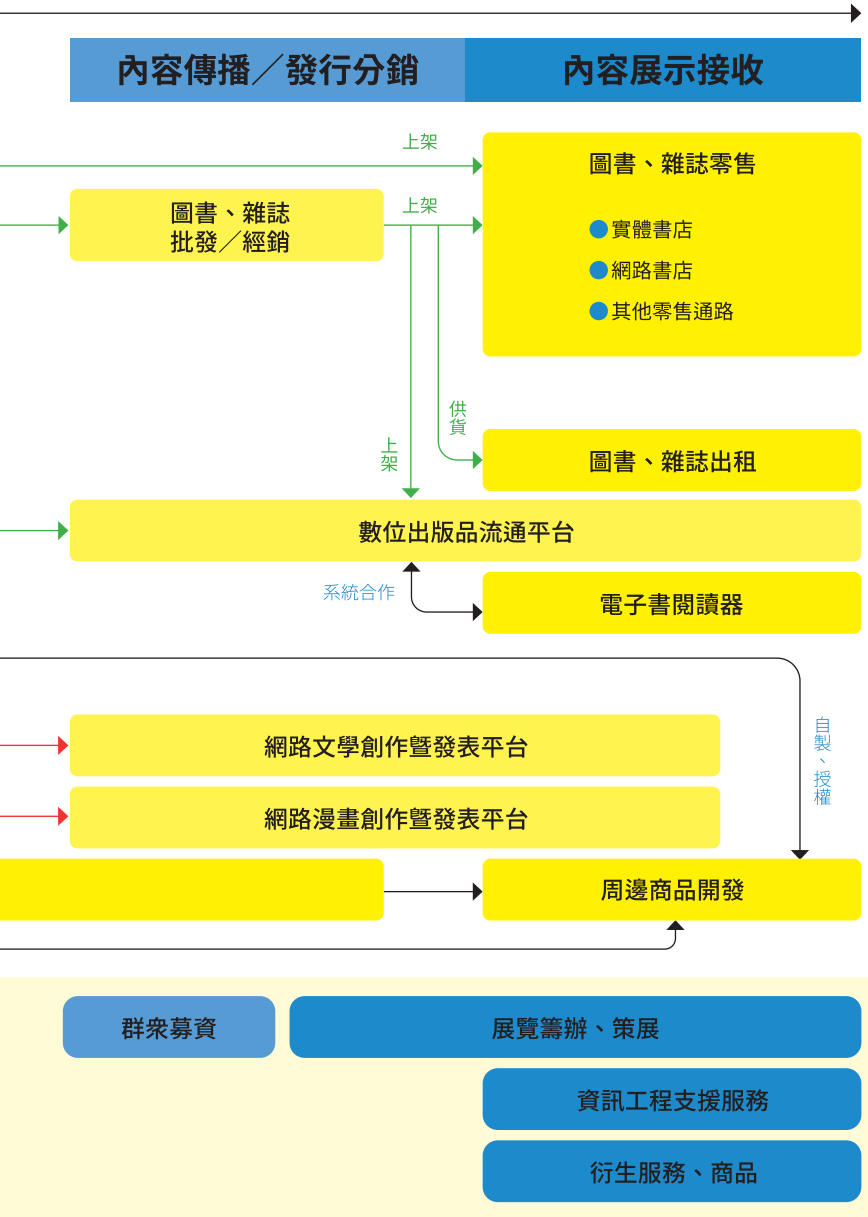 內容傳播／發行分銷
內容展示接收
上架
圖書、雜誌零售
圖書、雜誌
批發／經銷
上架
實體書店
網路書店
其他零售通路
供貨
上架
圖書、雜誌出租
數位出版品流通平台
系統合作
電子書閱讀器
自製、授權
網路文學創作暨發表平台
網路漫畫創作暨發表平台
周邊商品開發
群衆募資
展覽籌辦、策展
資訊工程支援服務
衍生服務、商品